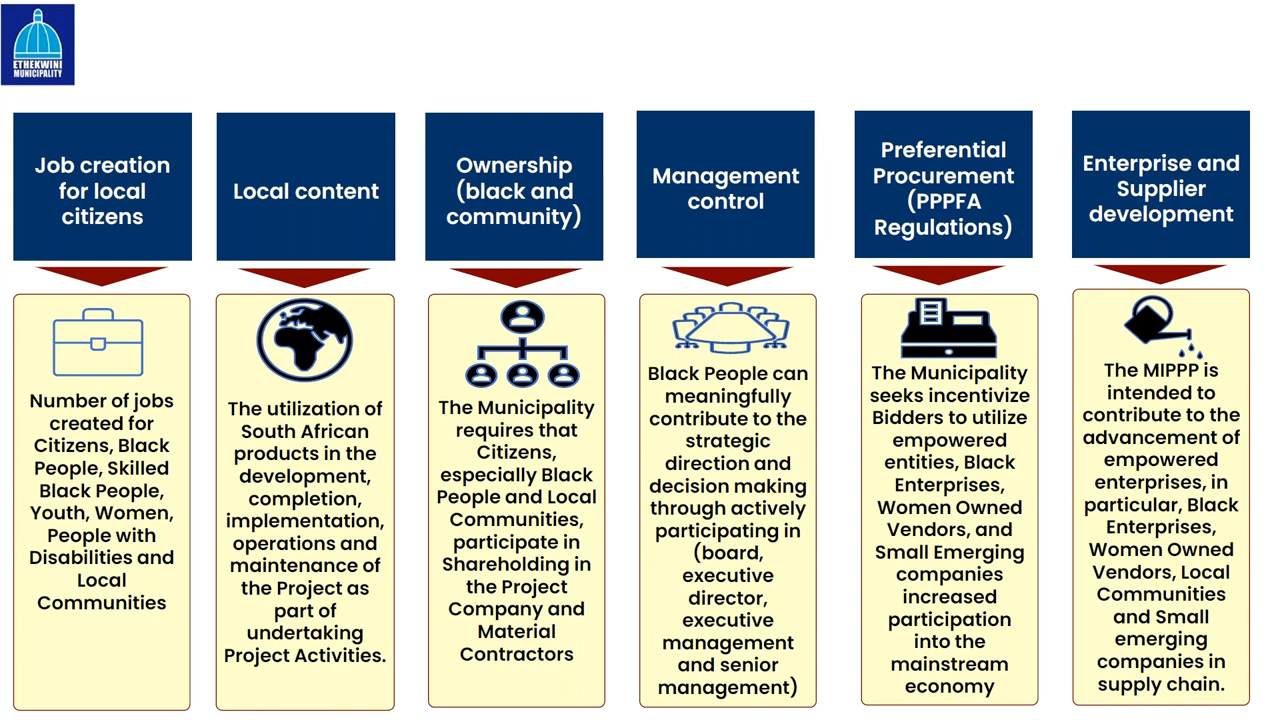 ETHEKWINI
MUNICIPALITY
Job creation
for local
citizens
Local content
Ownership
(black and
community)
Management
control
Preferential
Procurement
(PPPFA
Regulations)
Enterprise and
Supplier
development
Number of jobs
created for
Citizens, Black
People, Skilled
Black People,
Youth, Women,
People with
Disabilities and
Local
Communities
The utilization of
South African
products in the
development,
completion,
implementation,
operations and
maintenance of
the Project as
part of
undertaking
Project Activities.
The Municipality
requires that
Citizens,
especially Black
People and Local
Communities,
participate in
Shareholding in
the Project
Company and
Material
Contractors
Black People can
meaningfully
contribute to the
strategic
direction and
decision making
through actively
participating in
(board,
executive
director,
executive
management
and senior
management)
The Municipality
seeks incentivize
Bidders to utilize
empowered
entities, Black
Enterprises,
Women Owned
Vendors, and
Small Emerging
companies
increased
participation
into the
mainstream
economy
The MIPPP is
intended to
contribute to the
advancement of
empowered
enterprises, in
particular, Black
Enterprises,
Women Owned
Vendors, Local
Communities
and Small
emerging
companies in
supply chain.